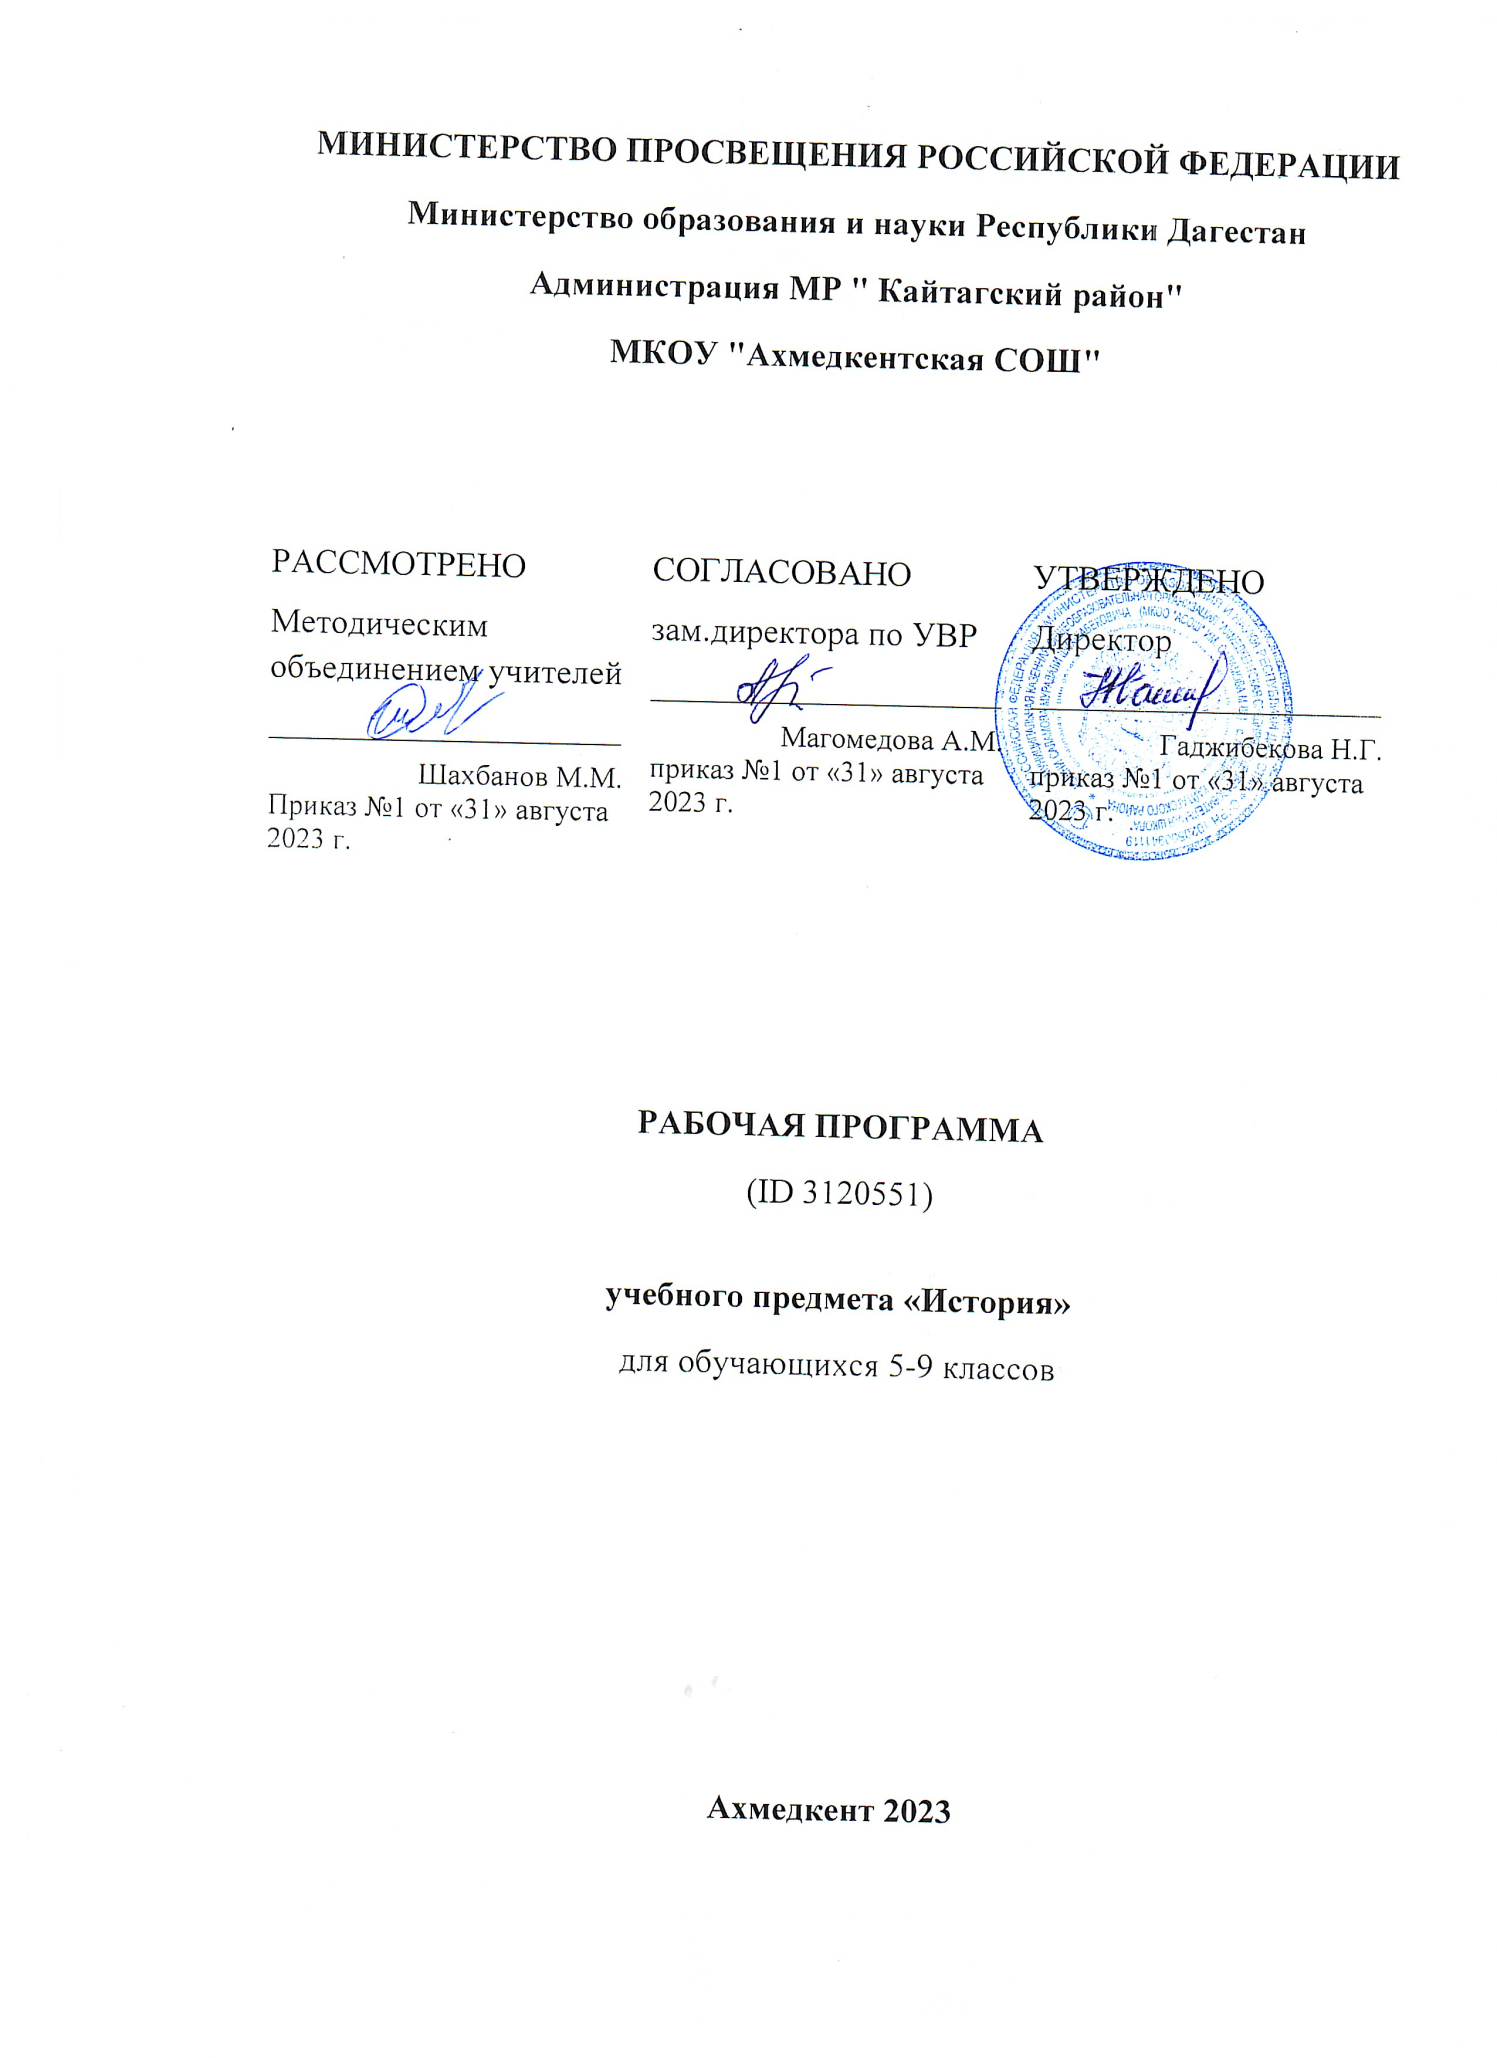 МИНИСТЕРСТВО ПРОСВЕЩЕНИЯ РОССИЙСКОЙ ФЕДЕРАЦИИ
Министерство образования и науки Республики Дагестан
Администрация МР " Кайтагский район"
МКОУ "Ахмедкентская СОШ"
РАССМОТРЕНО
Методическим
объединением учителей
Шахбанов М.М.
Приказ №1 от «31» августа
2023 г.
СОГЛАСОВАНО
зам.директора по УВР
Магомедова А.М.
приказ №1 от «31» августа
2023 г.
УТВЕРЖДЕНО
Директор
Гаджибекова Н.Г.
приказ №1 от «31» августа
2023 г.
РАБОЧАЯ ПРОГРАММА
(ID 3120551)
учебного предмета «История»
для обучающихся 5-9 классов
Ахмедкент 2023